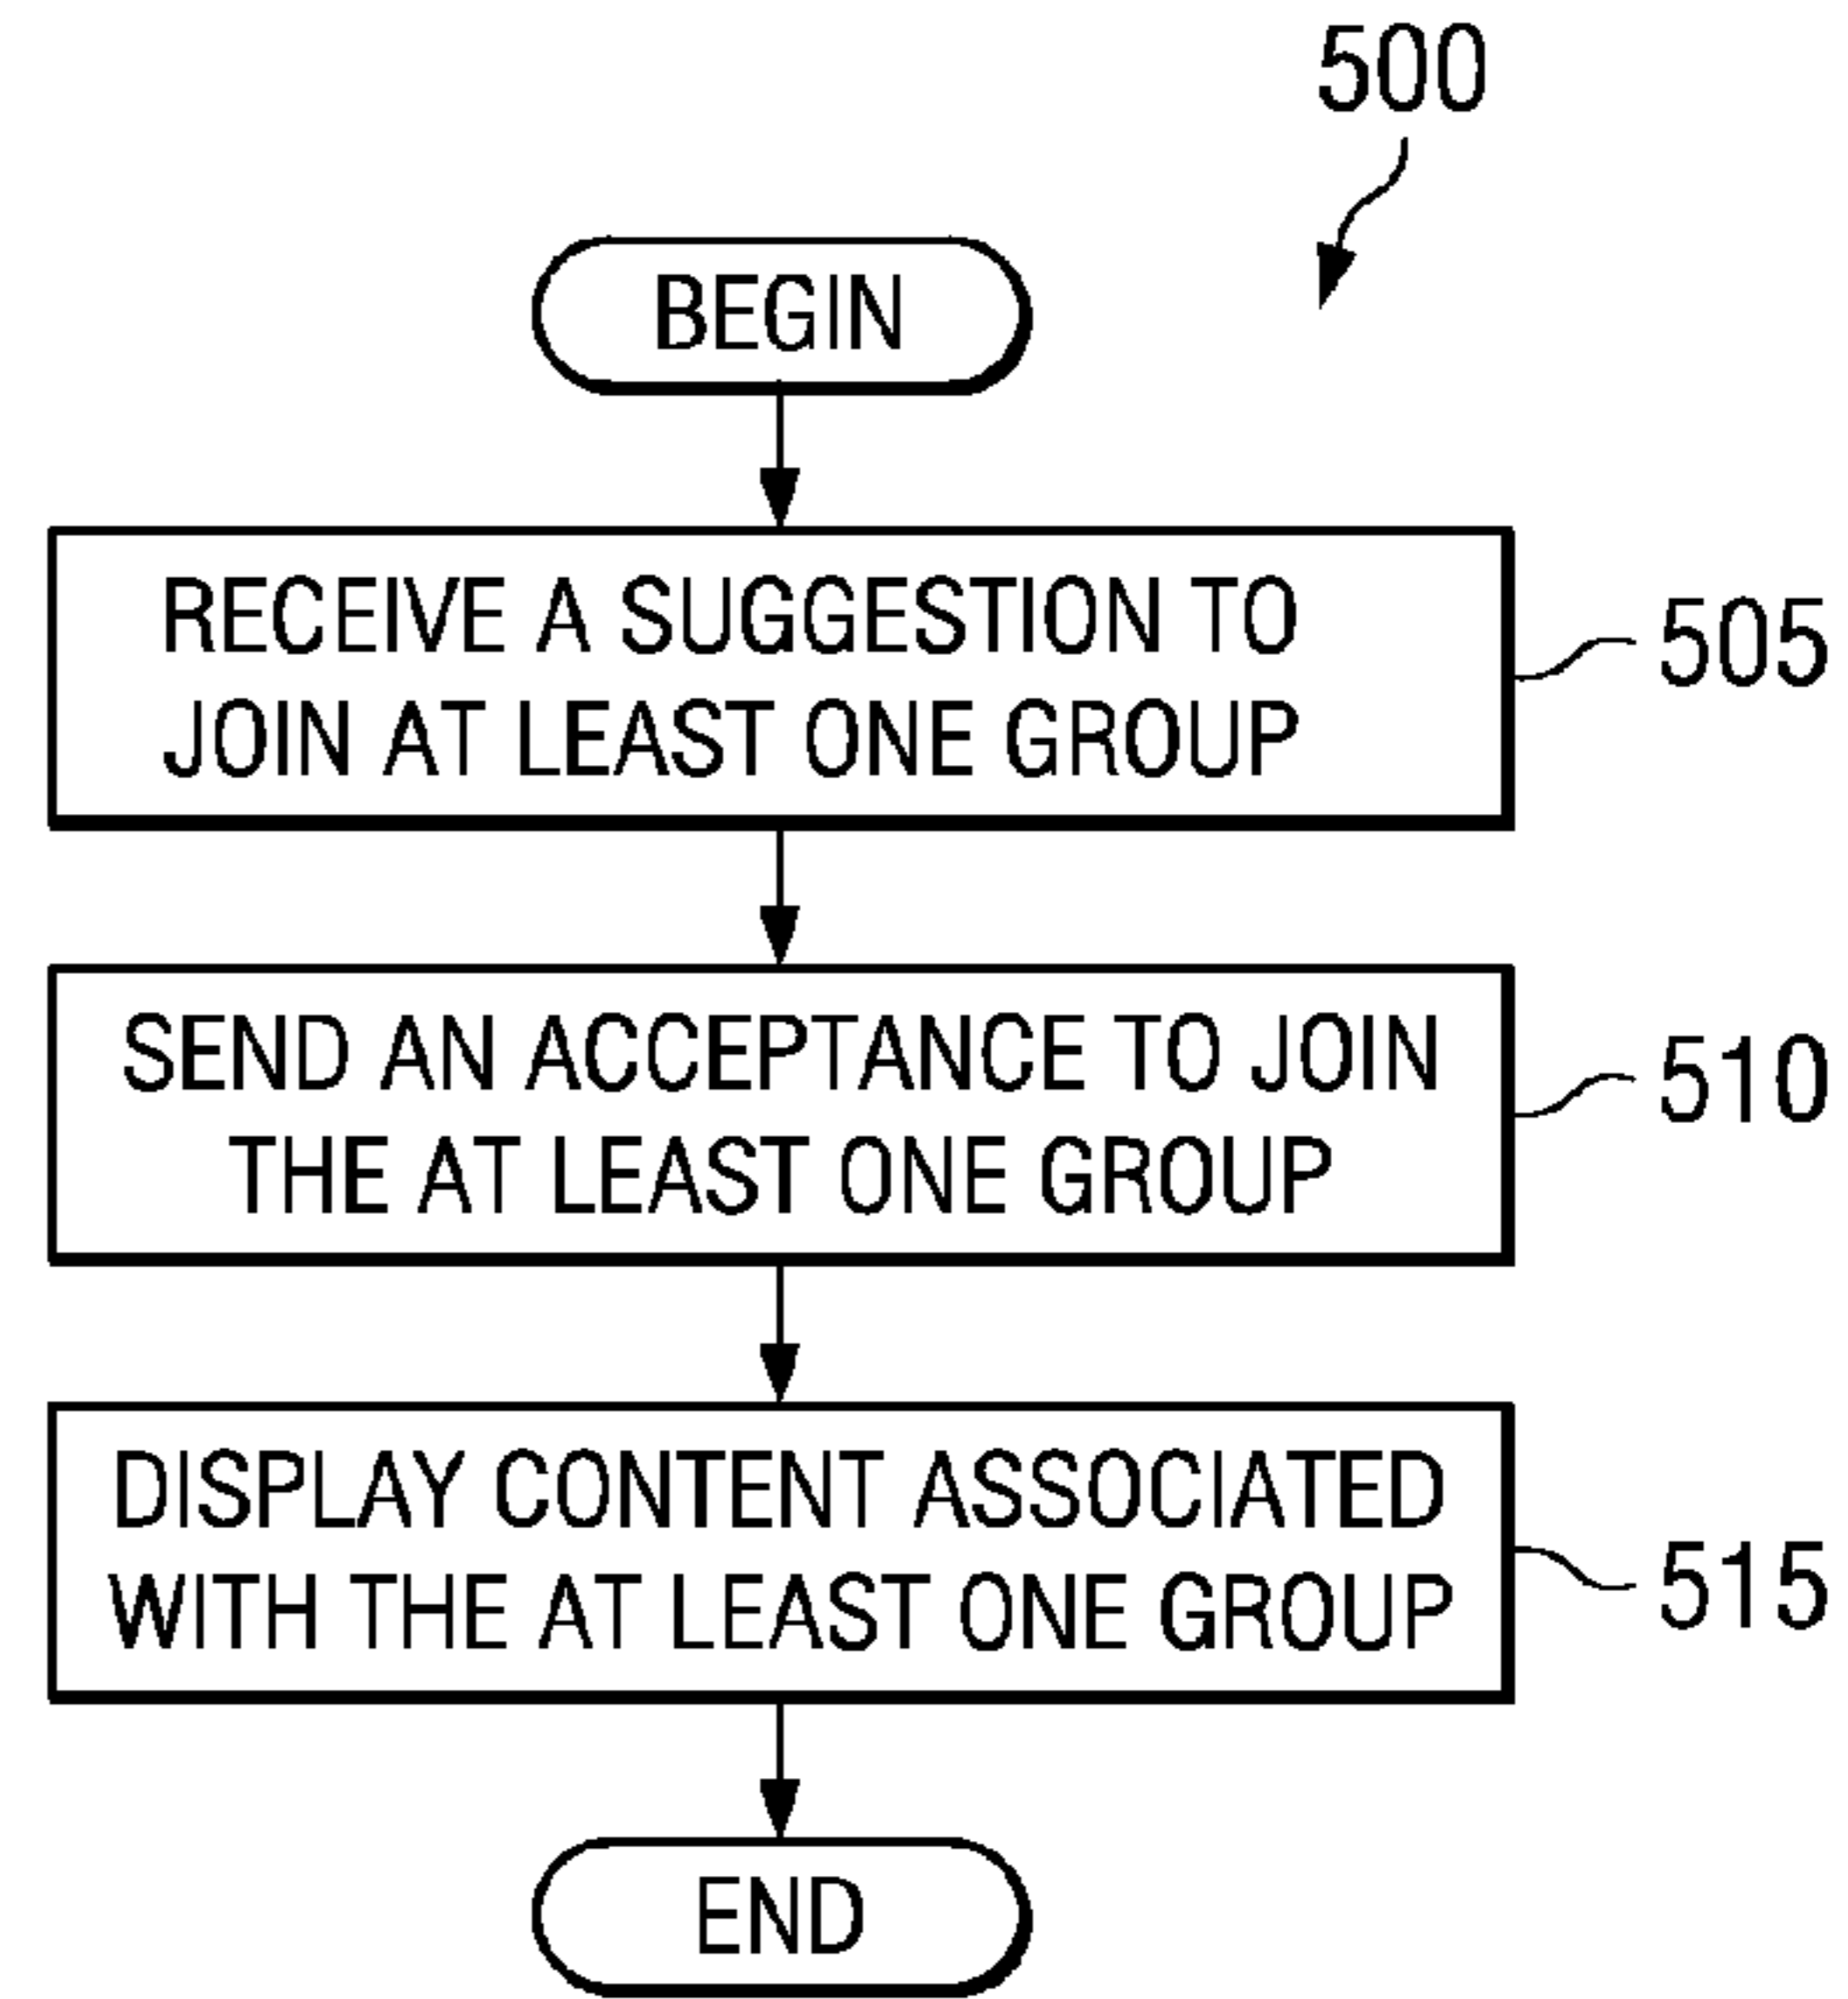 500
BEGIN
RECEIVE A SUGGESTION TO
JOIN AT LEAST ONE GROUP
505
SEND AN ACCEPTANCE TO JOIN
THE AT LEAST ONE GROUP
510
DISPLAY CONTENT ASSOCIATED
WITH THE AT LEAST ONE GROUP
515
END